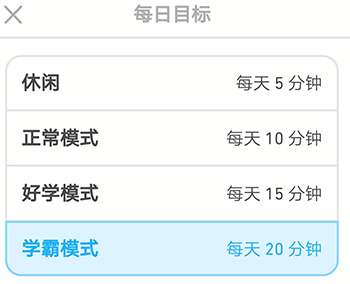 每日目标
休闲 每天 5 分钟
正常模式 每天 10 分钟
好学模式 每天 15 分钟
学霸模式 每天 20 分钟